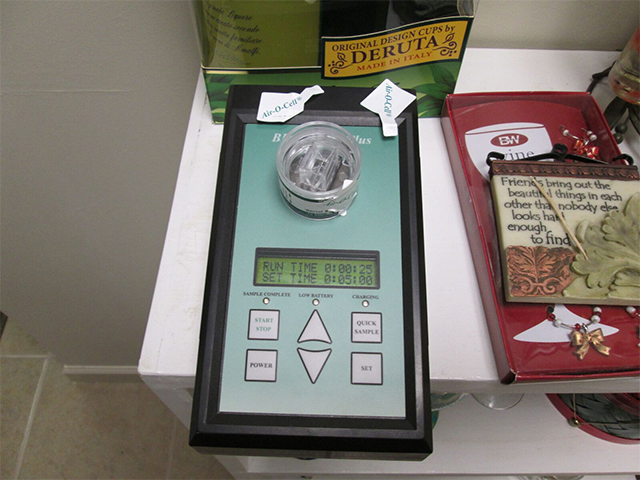 ORIGINAL DESIGN CUPS by
DERUTA
MADE IN ITALY
Air-O-Cell
Air-O-Cell
Plus
RUN TIME 0:00:25
SET TIME 0:05:00
SAMPLE COMPLETE
LOW BATTERY
CHARGING
START
STOP
QUICK
SAMPLE
POWER
SET
BW
wine
Friends bring out the
beautiful things in each
other that nobody else
looks hard
enough
to find